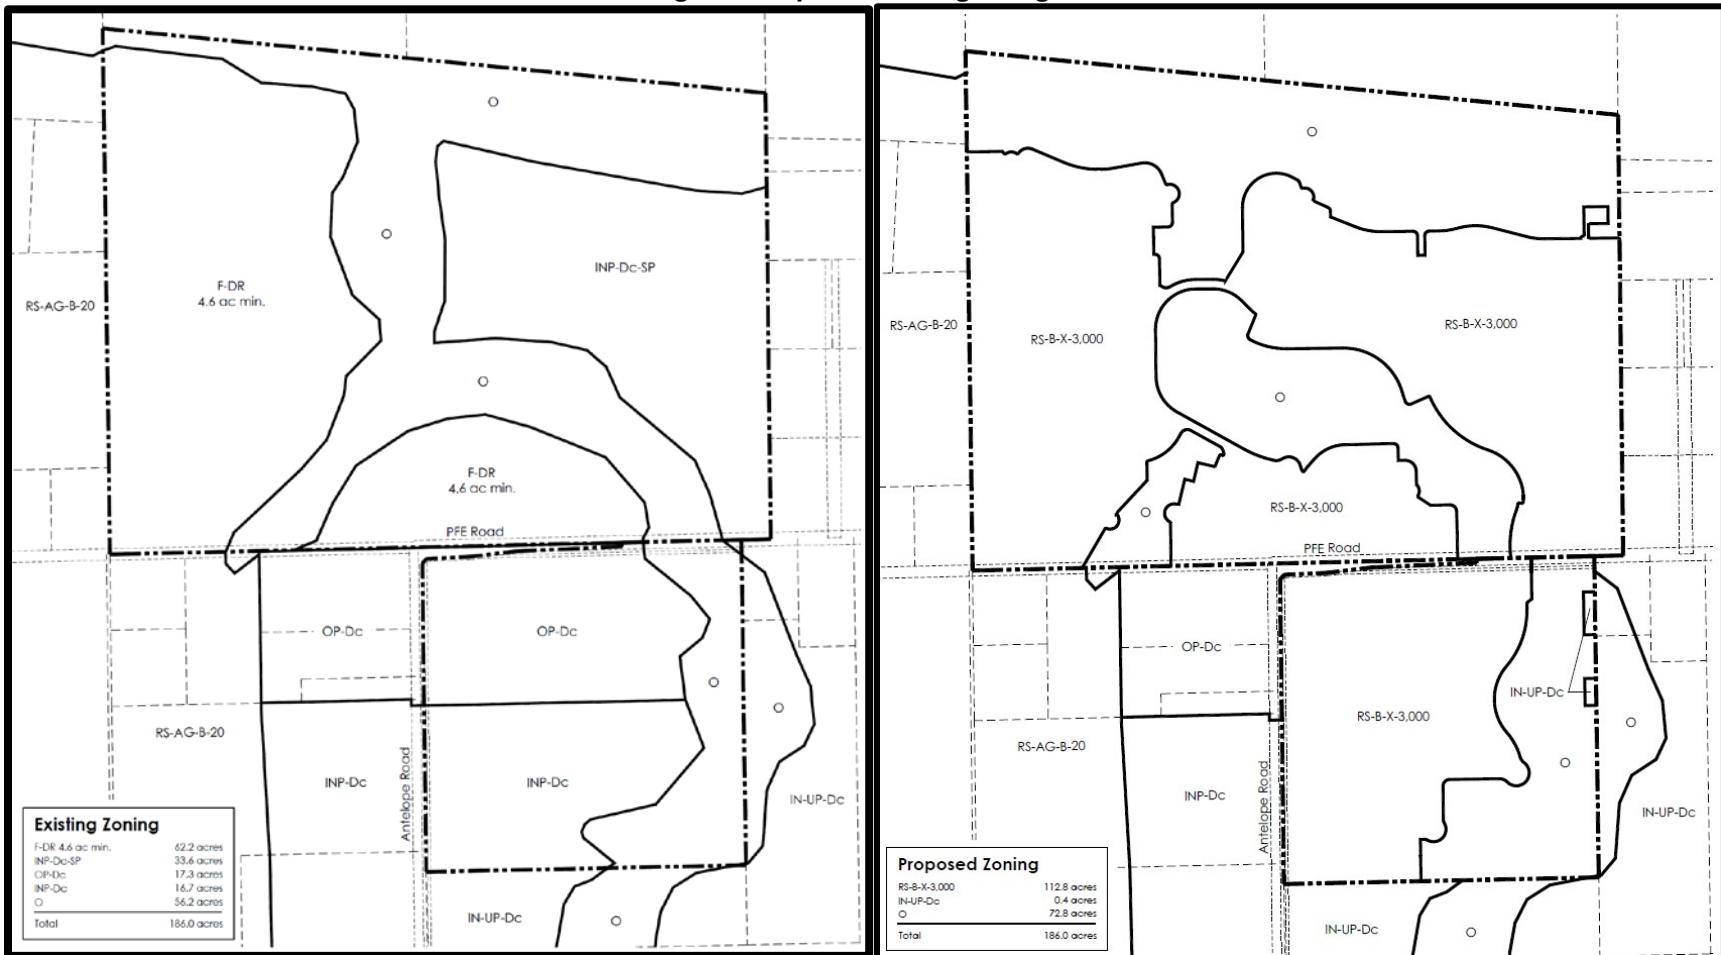 RS-AG-B-20
F-DR
4.6 ac min.
INP-Dc-SP
F-DR
4.6 ac min.
PFE Road
OP-Dc
OP-Dc
RS-AG-B-20
INP-Dc
Antelope Road
INP-Dc
IN-UP-Dc
IN-UP-Dc
Existing Zoning
F-DR 4.6 ac min. 62.2 acres
INP-Dc-SP 33.6 acres
OP-Dc 17.3 acres
INP-Dc 16.7 acres
O 56.2 acres
Total 186.0 acres
RS-AG-B-20
RS-B-X-3,000
RS-B-X-3,000
RS-B-X-3,000
PFE Road
OP-Dc
IN-UP-Dc
RS-B-X-3,000
RS-AG-B-20
INP-Dc
Antelope Road
IN-UP-Dc
IN-UP-Dc
Proposed Zoning
RS-B-X-3,000 112.8 acres
IN-UP-Dc 0.4 acres
O 72.8 acres
Total 186.0 acres